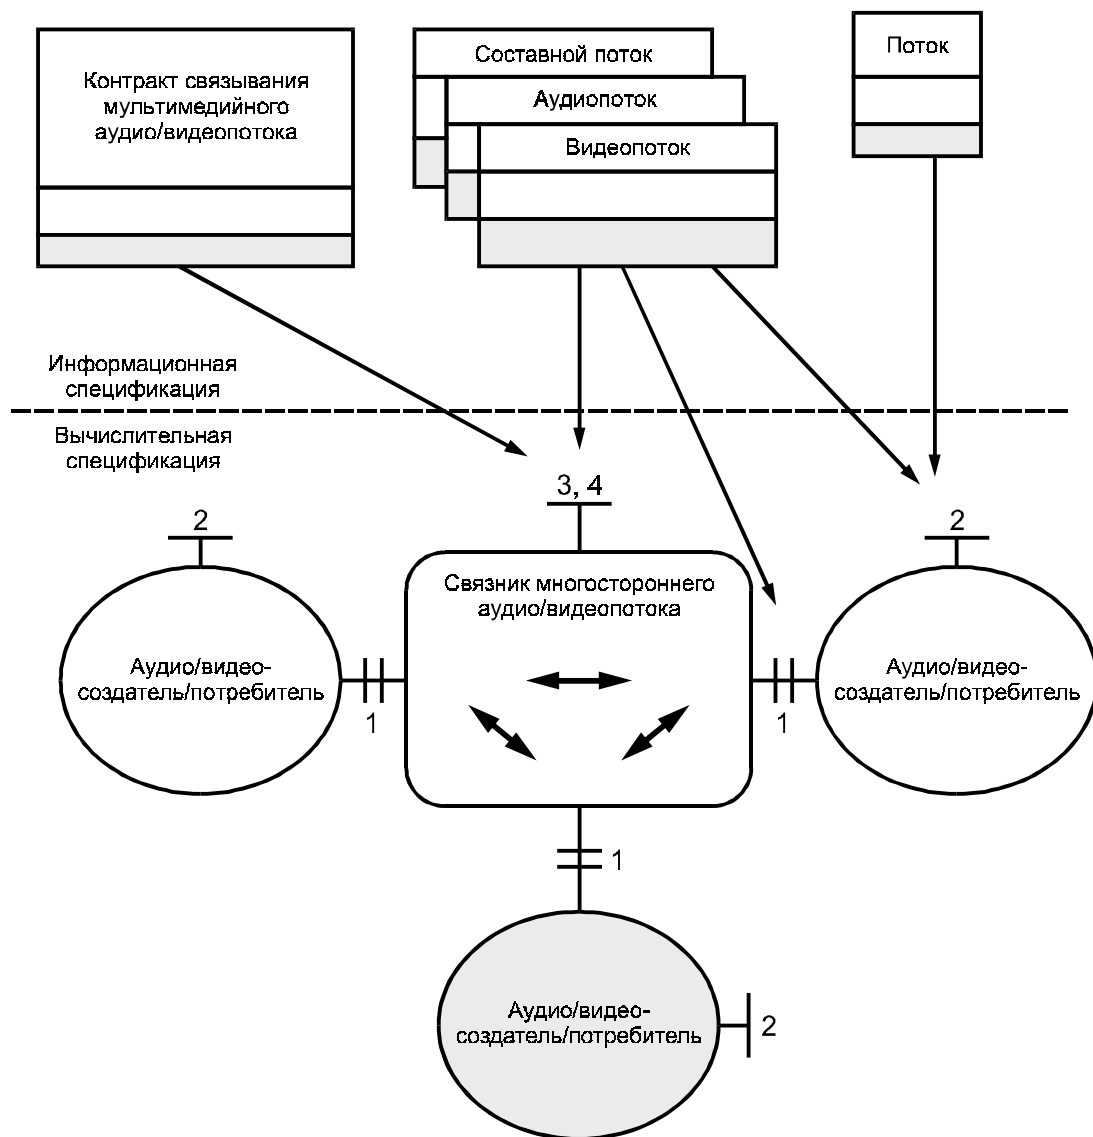 Контракт связывания
мультимедийного
аудио/видеопотока
Составной поток
Аудиопоток
Видеопоток
Поток
Информационная
спецификация
Вычислительная
спецификация
3, 4
2
2
Связник многостороннего
аудио/видеопотока
Аудио/видео-
создатель/потребитель
1
1
Аудио/видео-
создатель/потребитель
1
Аудио/видео-
создатель/потребитель
2